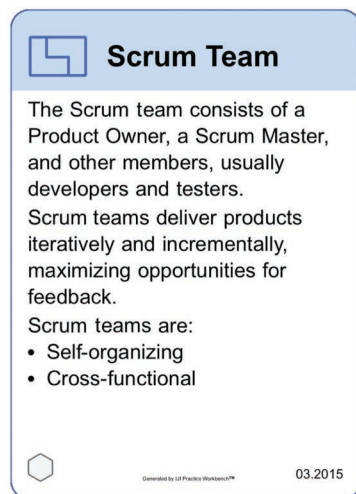 Scrum Team
The Scrum team consists of a
Product Owner, a Scrum Master,
and other members, usually
developers and testers.
Scrum teams deliver products
iteratively and incrementally,
maximizing opportunities for
feedback.
Scrum teams are:
• Self-organizing
• Cross-functional
Generated by IJI Practice Workbench™
03.2015